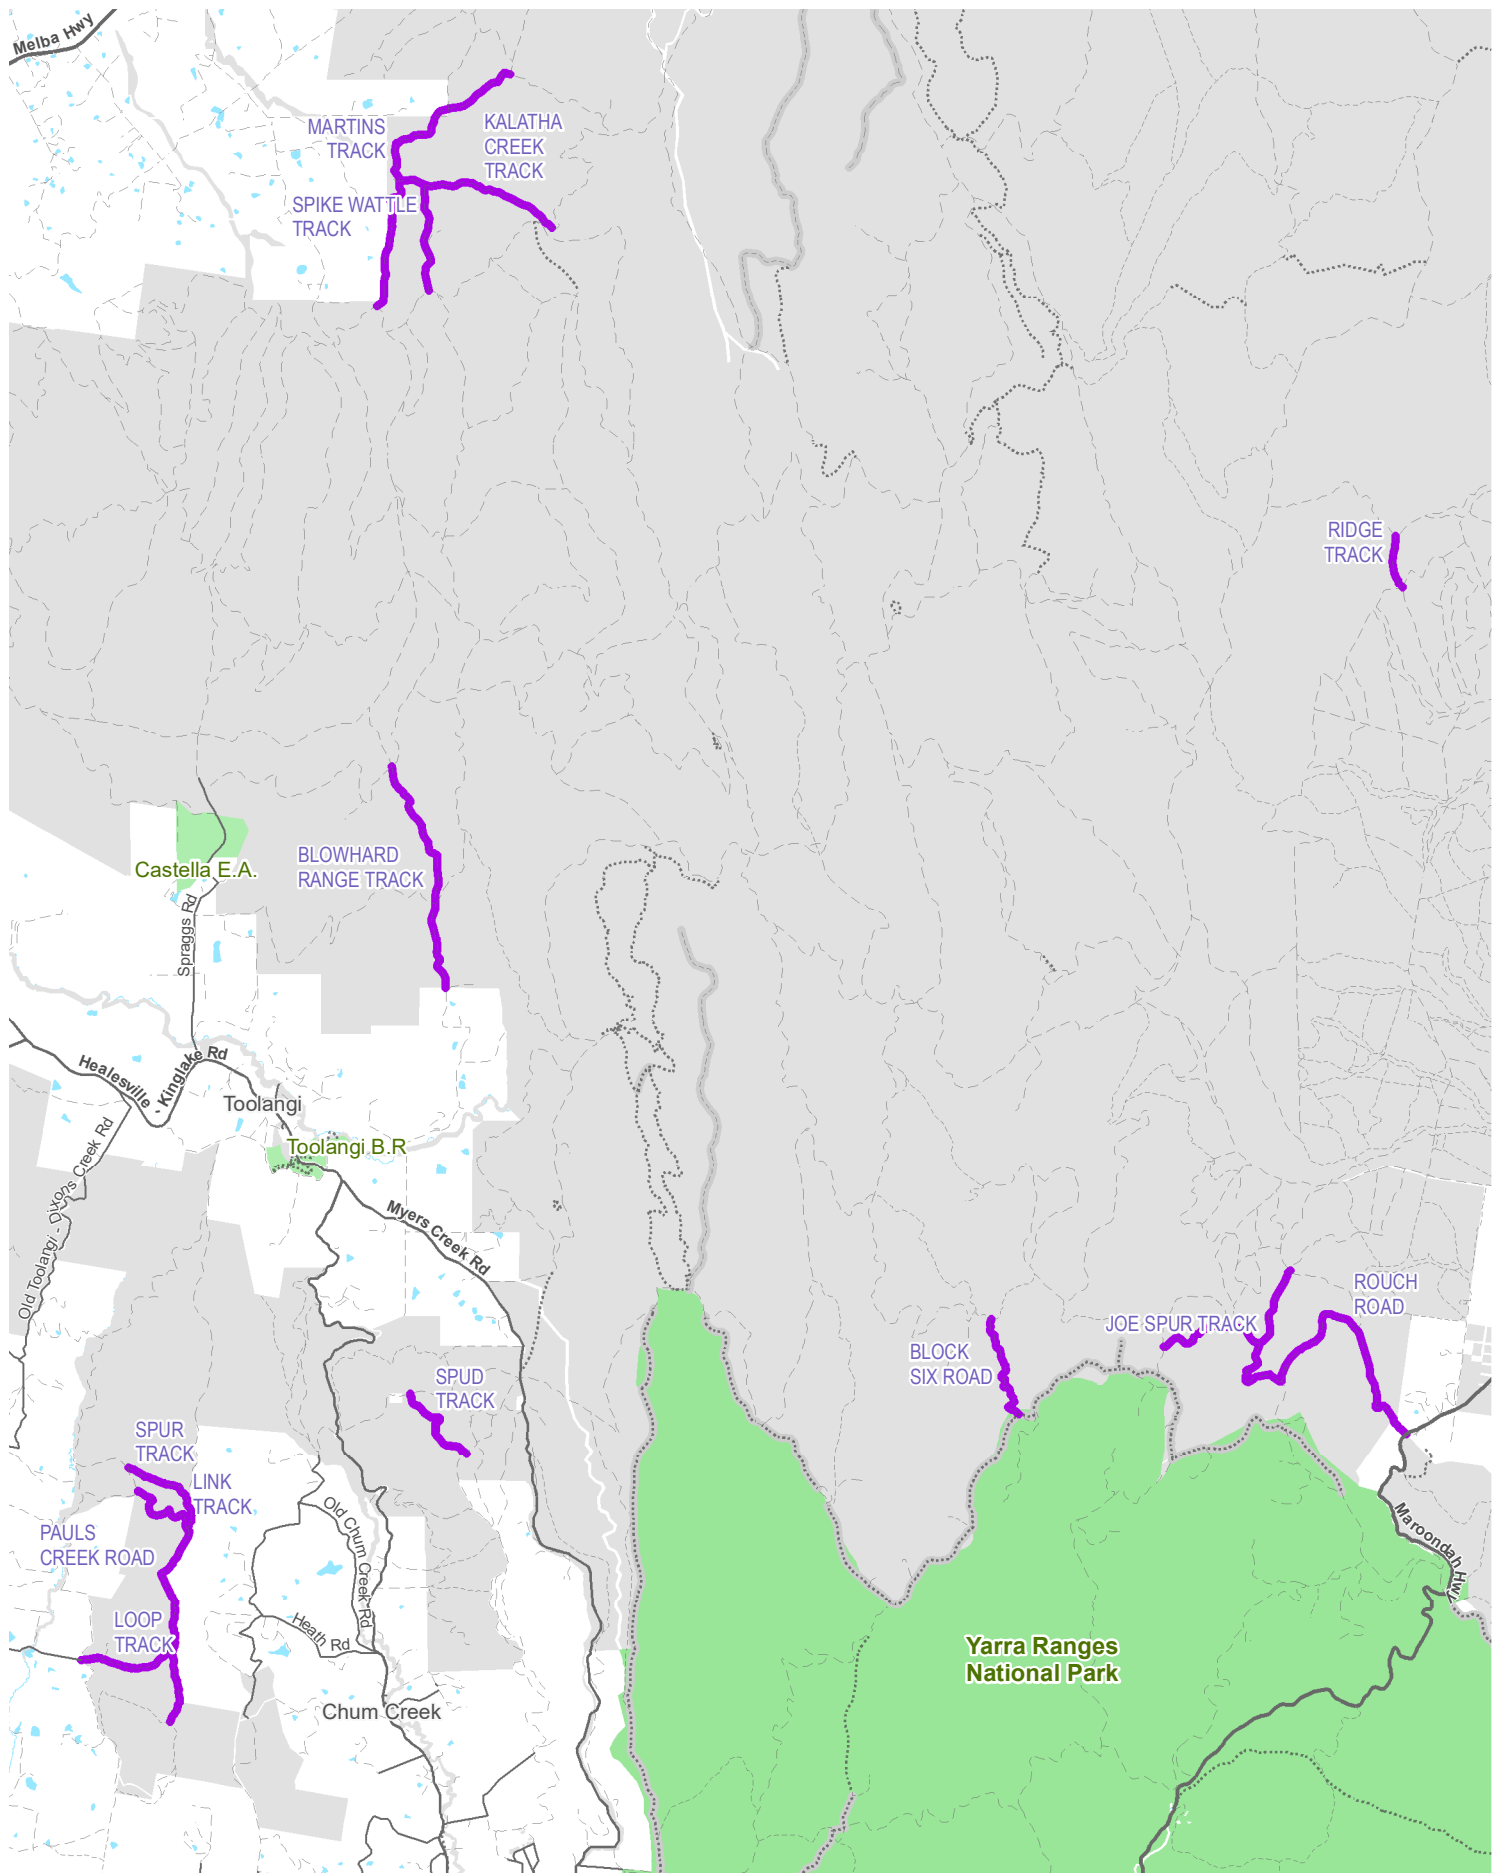 Melba Hwy
MARTINS
TRACK
KALATHA
CREEK
TRACK
SPIKE WATTLE
TRACK
RIDGE
TRACK
BLOWHARD
RANGE TRACK
Castella E.A.
Spraggs Rd
Healesville - Kinglake Rd
Toolangi
Toolangi B.R
Old Toolangi - Dixons Creek Rd
Myers Creek Rd
ROUCH
ROAD
JOE SPUR TRACK
BLOCK
SIX ROAD
SPUD
TRACK
SPUR
TRACK
LINK
TRACK
PAULS
CREEK ROAD
Old Chum Creek Rd
Maroondah Hwy
LOOP
TRACK
Heath Rd
Yarra Ranges
National Park
Chum Creek